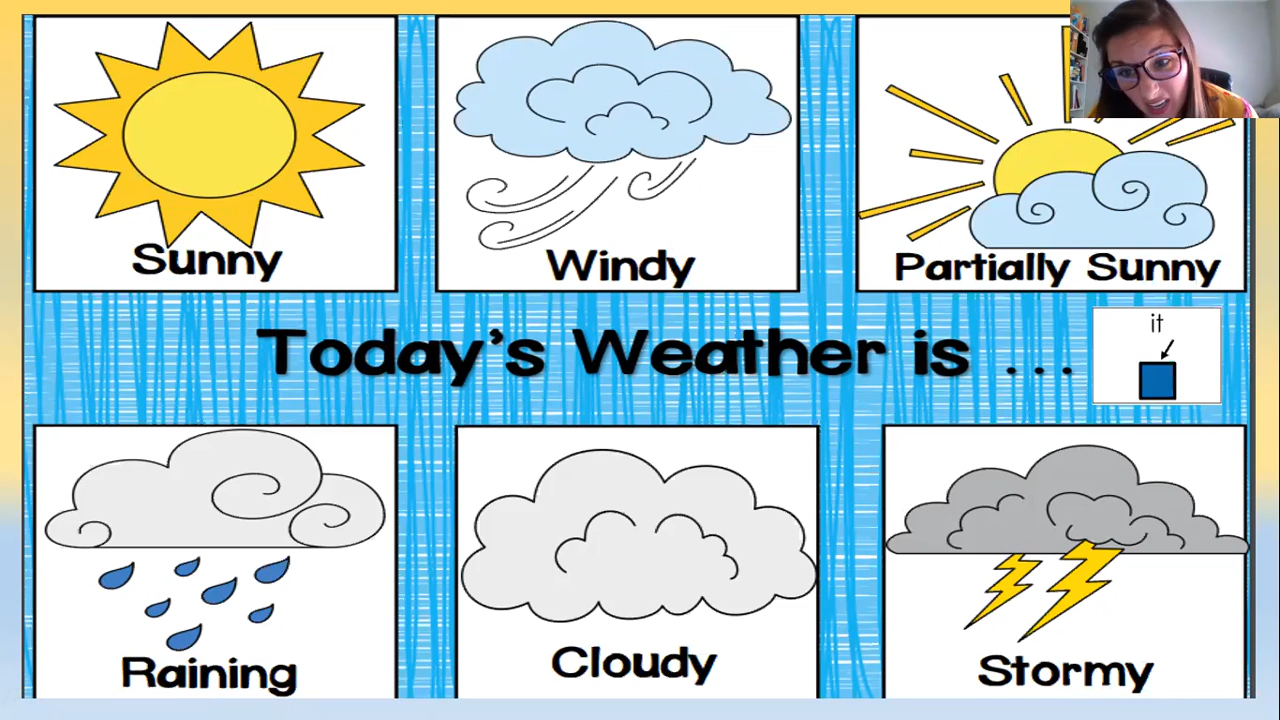 Sunny
Windy
Partially Sunny
Today's Weather is ...
it
Raining
Cloudy
Stormy